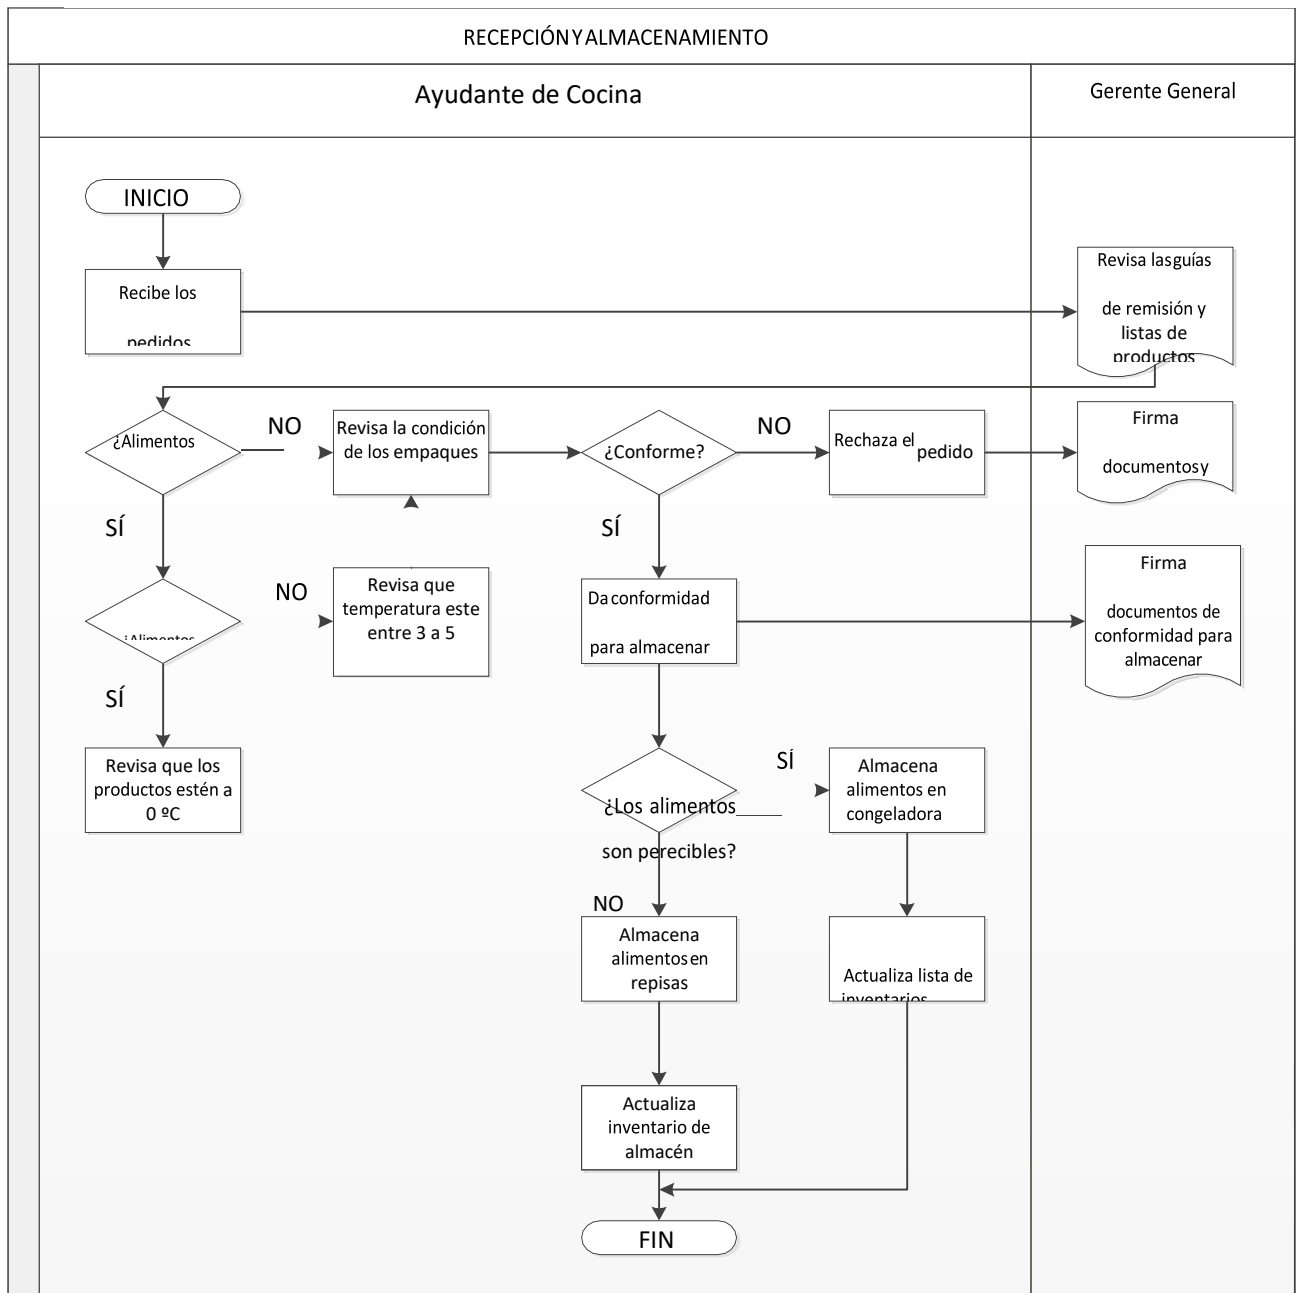 RECEPCIÓN Y ALMACENAMIENTO
Ayudante de Cocina
Gerente General
INICIO
Recibe los
pedidos
Revisa las guías
de remisión y
listas de
productos
¿Alimentos
NO
Revisa la condición
de los empaques
¿Conforme?
NO
Rechaza el
pedido
Firma
documentos y
SÍ
SÍ
¿Alimentos
NO
Revisa que
temperatura este
entre 3 a 5
Da conformidad
para almacenar
Firma
documentos de
conformidad para
almacenar
SÍ
Revisa que los
productos estén a
0 ºC
¿Los alimentos
son perecibles?
SÍ
Almacena
alimentos en
congeladora
NO
Almacena
alimentos en
repisas
Actualiza lista de
inventarios
Actualiza
inventario de
almacén
FIN